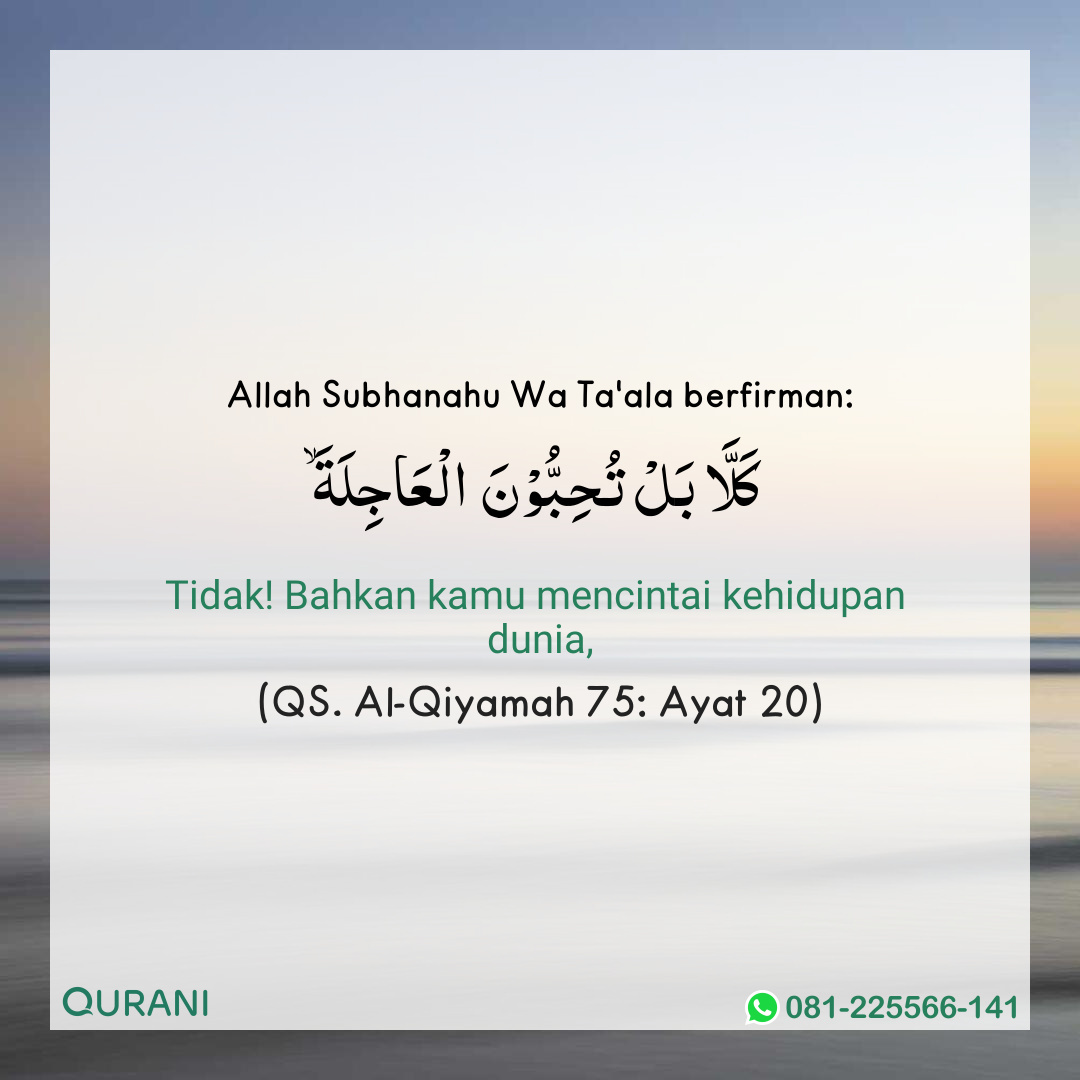 Allah Subhanahu Wa Ta'ala berfirman:
كَلَّا بَلْ تُحِبُّوْنَ الْعَاجِلَةَۙ
Tidak! Bahkan kamu mencintai kehidupan
dunia,
(QS. Al-Qiyamah 75: Ayat 20)
QURANI
081-225566-141